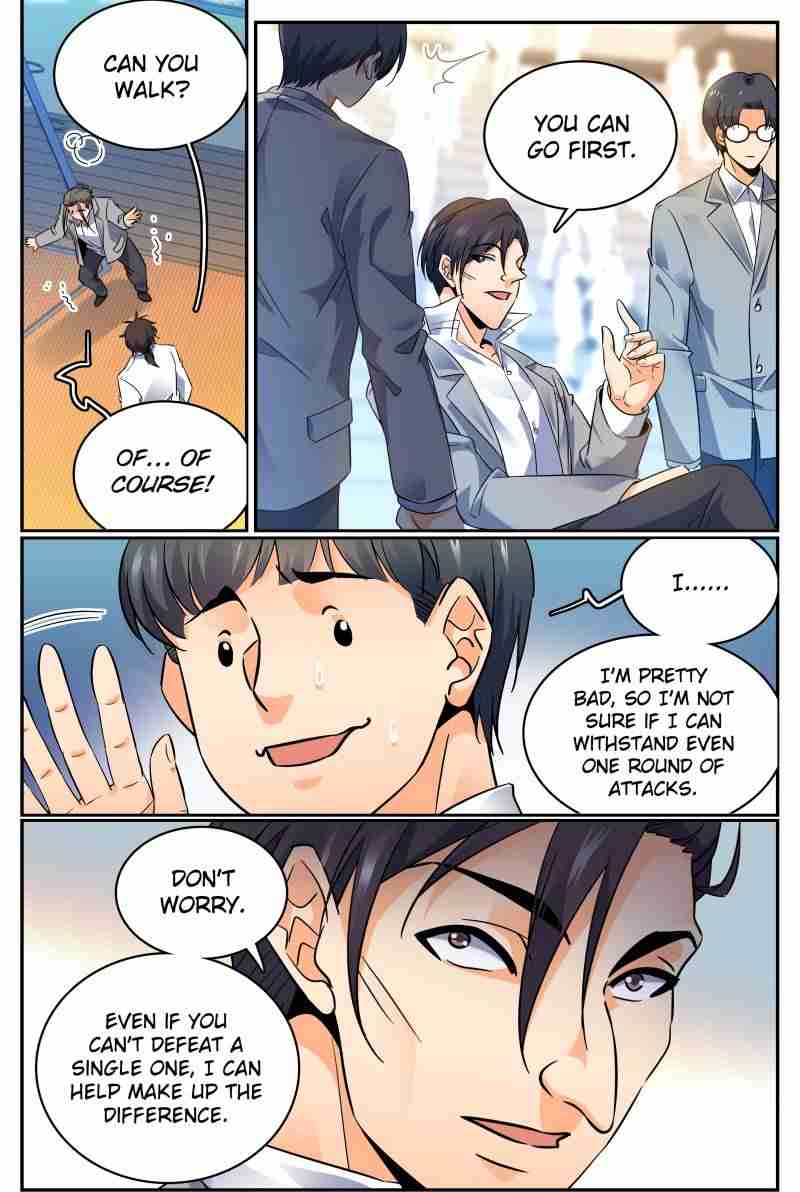 CAN YOU
WALK?
OF... OF
COURSE!
YOU CAN
GO FIRST.
I......
I'M PRETTY
BAD, SO I'M NOT
SURE IF I CAN
WITHSTAND EVEN
ONE ROUND OF
ATTACKS.
DON'T
WORRY.
EVEN IF YOU
CAN'T DEFEAT A
SINGLE ONE, I CAN
HELP MAKE UP THE
DIFFERENCE.